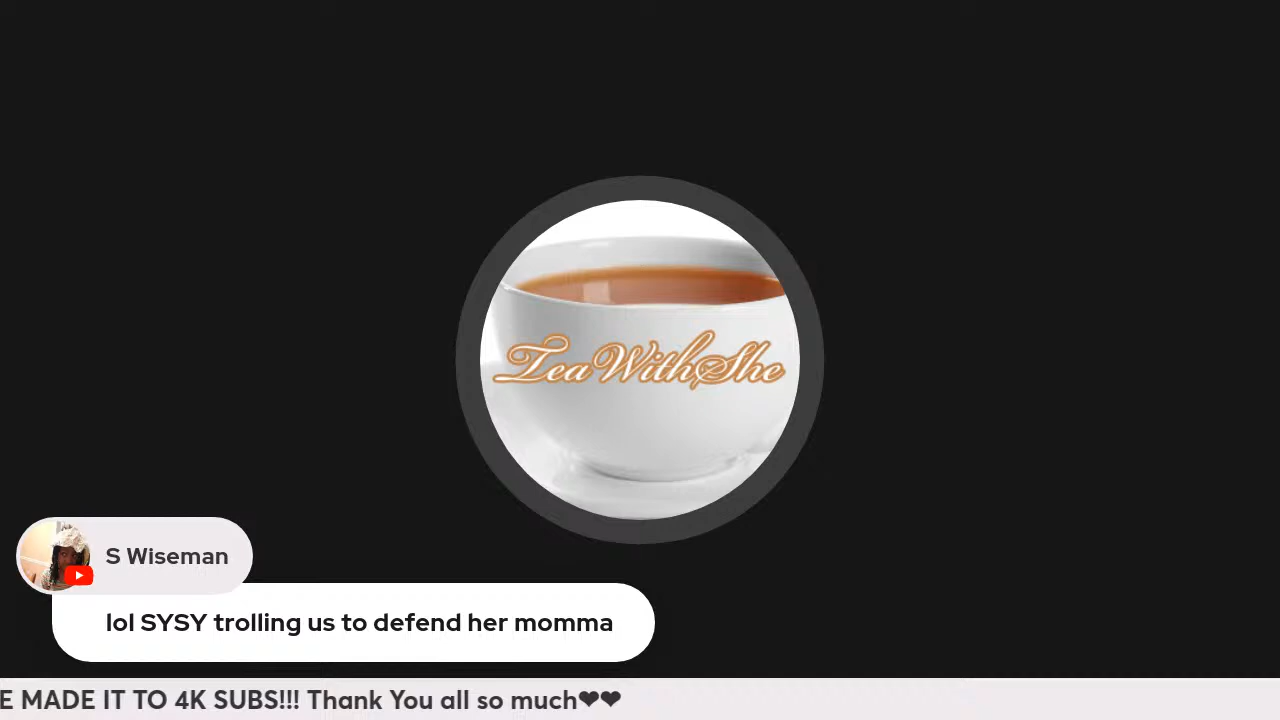 TeaWithShe
S Wiseman
lol SYSY trolling us to defend her momma
E MADE IT TO 4K SUBS!!! Thank You all so much❤❤